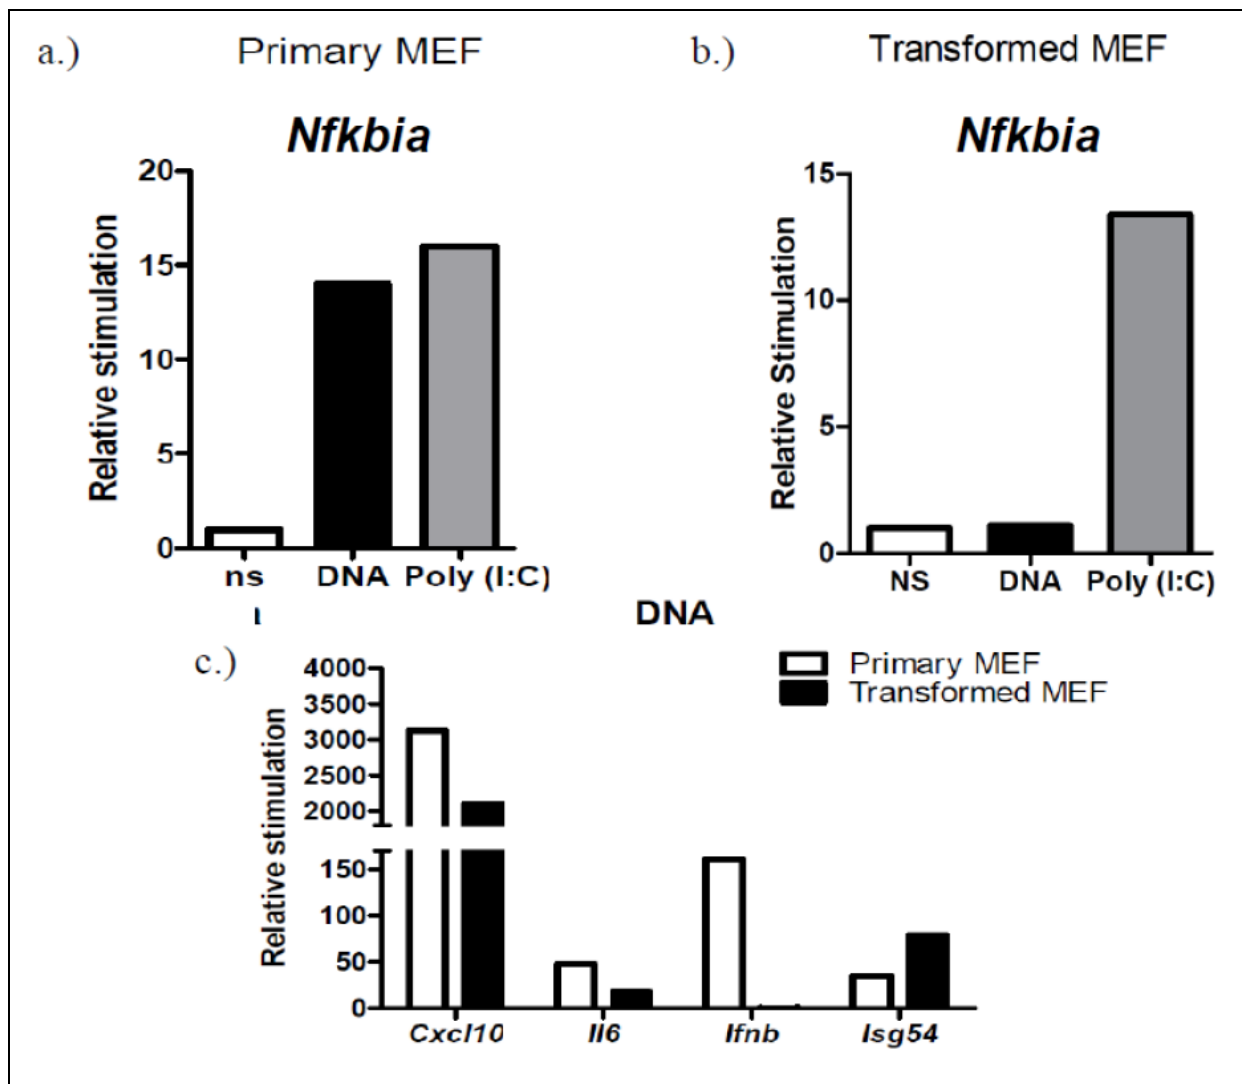 a.) Primary MEF
Nfkbia
Relative stimulation
20
15
10
5
0
ns DNA Poly (I:C)
b.) Transformed MEF
Nfkbia
Relative Stimulation
15
10
5
0
NS DNA Poly (I:C)
DNA
c.)
Primary MEF
Transformed MEF
Relative stimulation
4000
3500
3000
2500
2000
150
100
50
0
Cxcl10 Il6 Ifnb Isg54